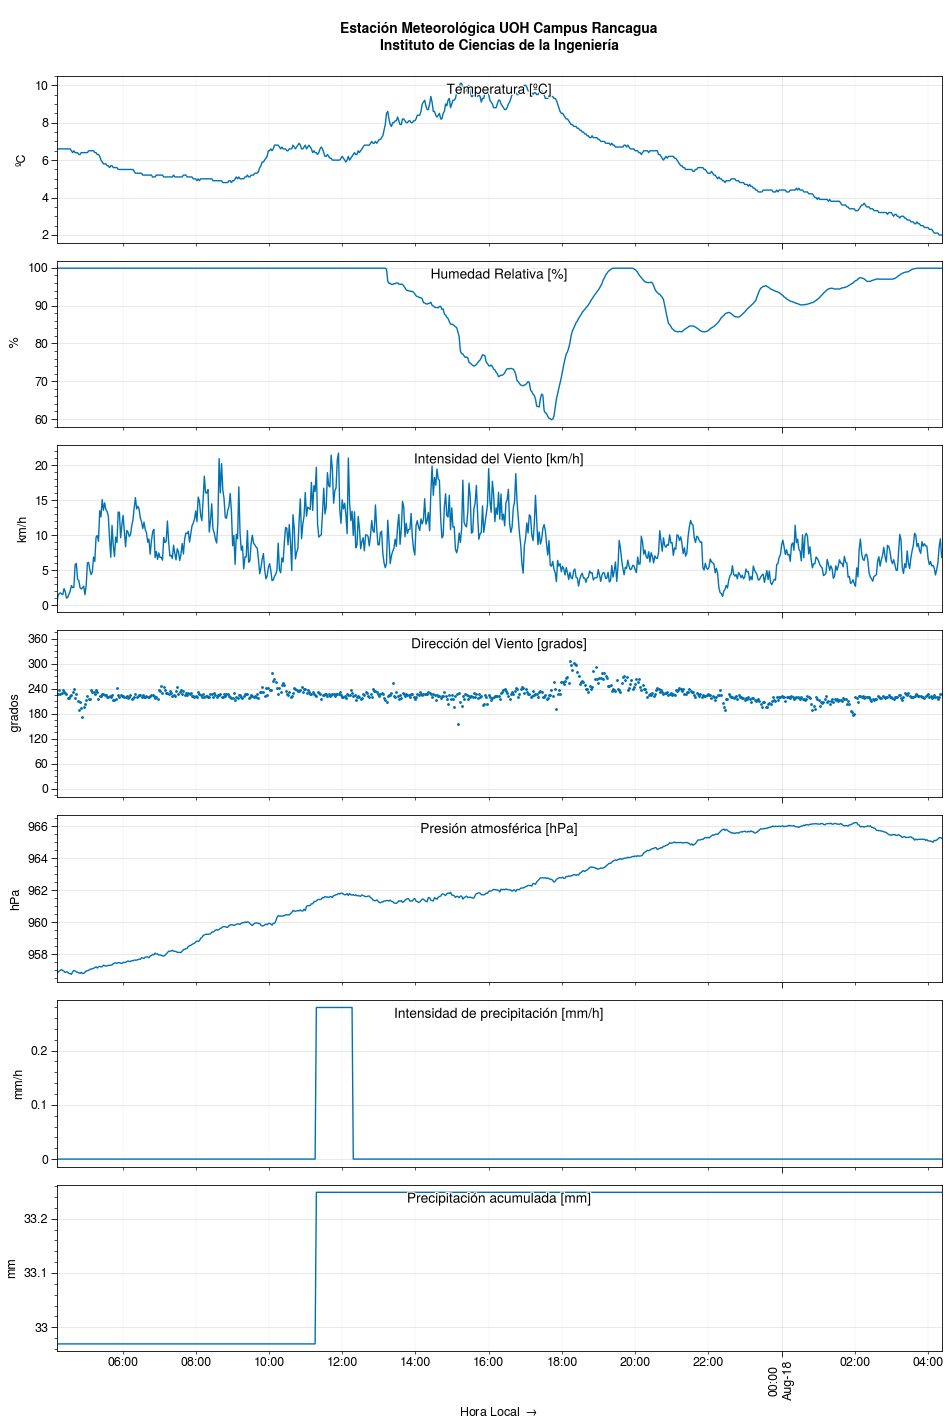 Estación Meteorológica UOH Campus Rancagua
Instituto de Ciencias de la Ingeniería
Temperatura [ºC]
ºC
10
8
6
4
2
Humedad Relativa [%]
%
100
90
80
70
60
Intensidad del Viento [km/h]
km/h
20
15
10
5
0
Dirección del Viento [grados]
grados
360
300
240
180
120
60
0
Presión atmosférica [hPa]
hPa
966
964
962
960
958
Intensidad de precipitación [mm/h]
mm/h
0.2
0.1
0
Precipitación acumulada [mm]
mm
33.2
33.1
33
06:00 08:00 10:00 12:00 14:00 16:00 18:00 20:00 22:00 00:00 02:00 04:00
Aug-18
Hora Local →